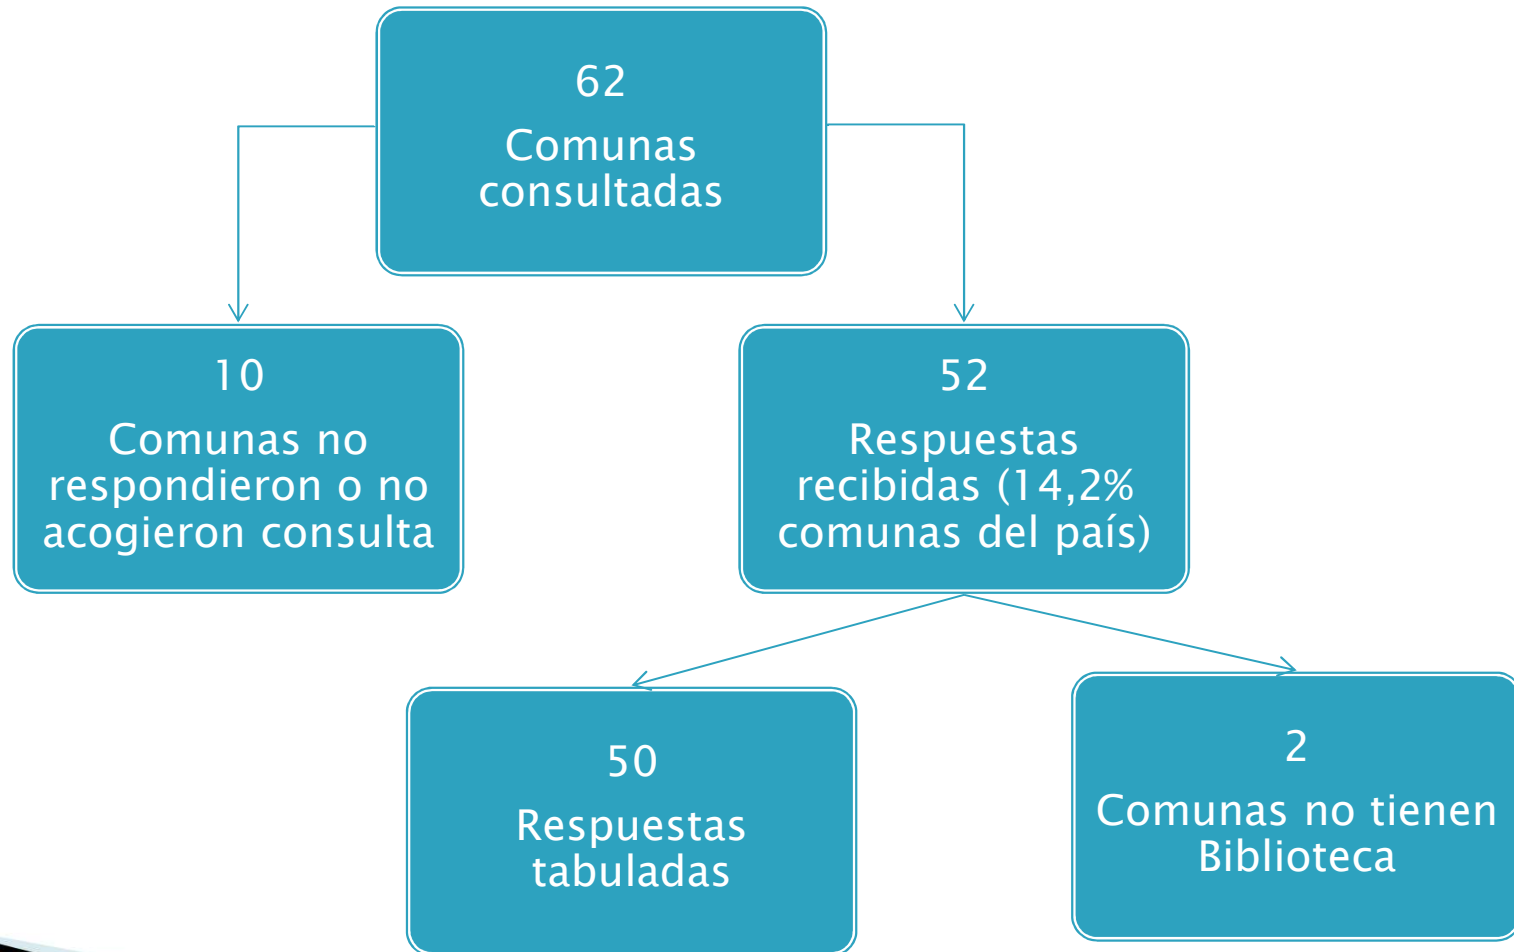 62
Comunas
consultadas
10
Comunas no
respondieron o no
acogieron consulta
52
Respuestas
recibidas (14,2%
comunas del país)
50
Respuestas
tabuladas
2
Comunas no tienen
Biblioteca